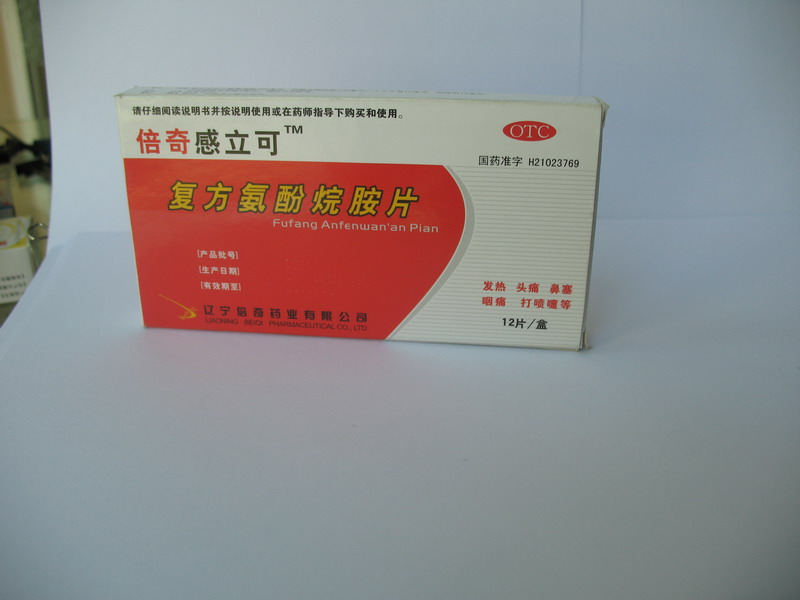 请仔细阅读说明书并按说明使用或在药师指导下购买和使用。
倍奇感立可™
OTC
国药准字 H21023769
复方氨酚烷胺片
Fufang Anfenwan'an Pian
[产品批号]
[生产日期]
[有效期至]
发热 头痛 鼻塞
咽痛 打喷嚏等
辽宁倍奇药业有限公司
LIAONING BEIQI PHARMACEUTICAL CO., LTD
12片/盒